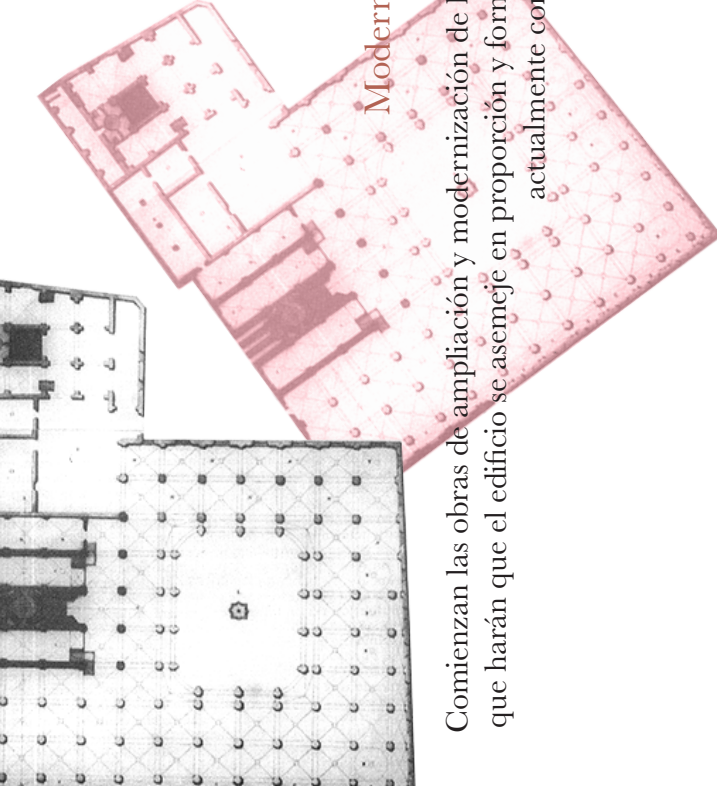 Modern
Comienzan las obras de ampliación y modernización de l
que harán que el edificio se asemeje en proporción y form
actualmente co